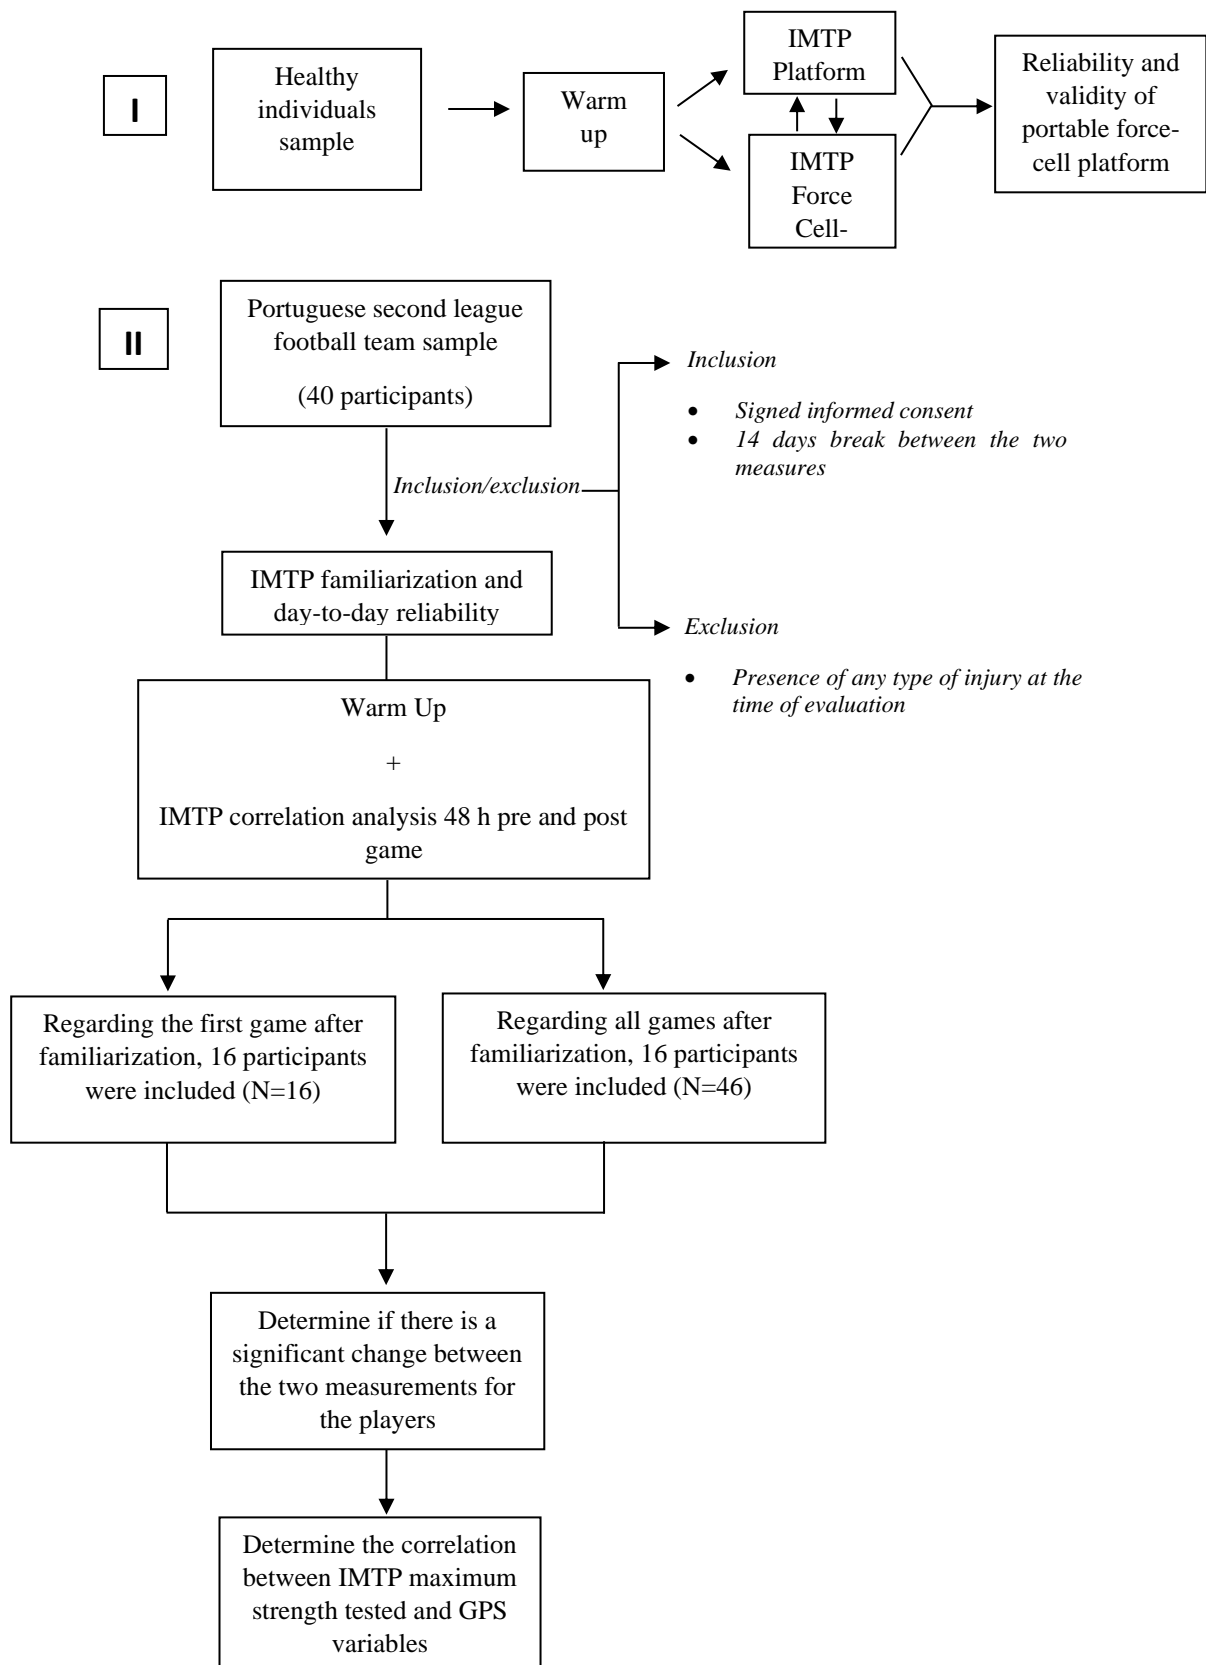 I
Healthy
individuals
sample
Warm
up
IMTP
Platform
IMTP
Force
Cell-
Reliability and
validity of
portable force-
cell platform
II
Portuguese second league
football team sample
(40 participants)
Inclusion/exclusion
Inclusion
• Signed informed consent
• 14 days break between the two
measures
IMTP familiarization and
day-to-day reliability
Exclusion
• Presence of any type of injury at the
time of evaluation
Warm Up
+
IMTP correlation analysis 48 h pre and post
game
Regarding the first game after
familiarization, 16 participants
were included (N=16)
Regarding all games after
familiarization, 16 participants
were included (N=46)
Determine if there is a
significant change between
the two measurements for
the players
Determine the correlation
between IMTP maximum
strength tested and GPS
variables